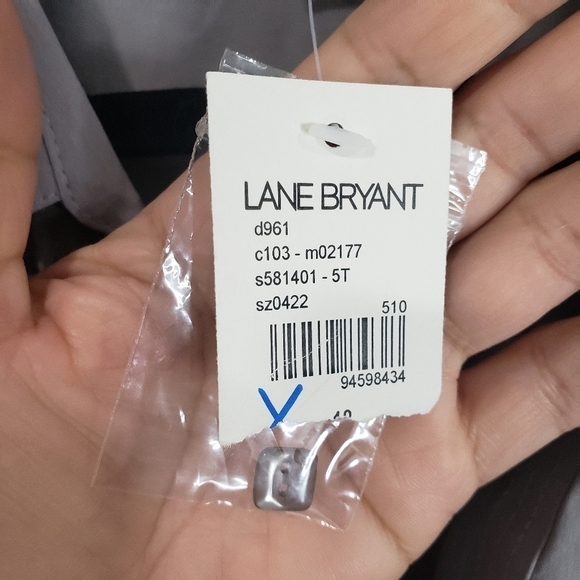 LANE BRYANT
d961
c103 - m02177
s581401 - 5T
sz0422
510
94598434